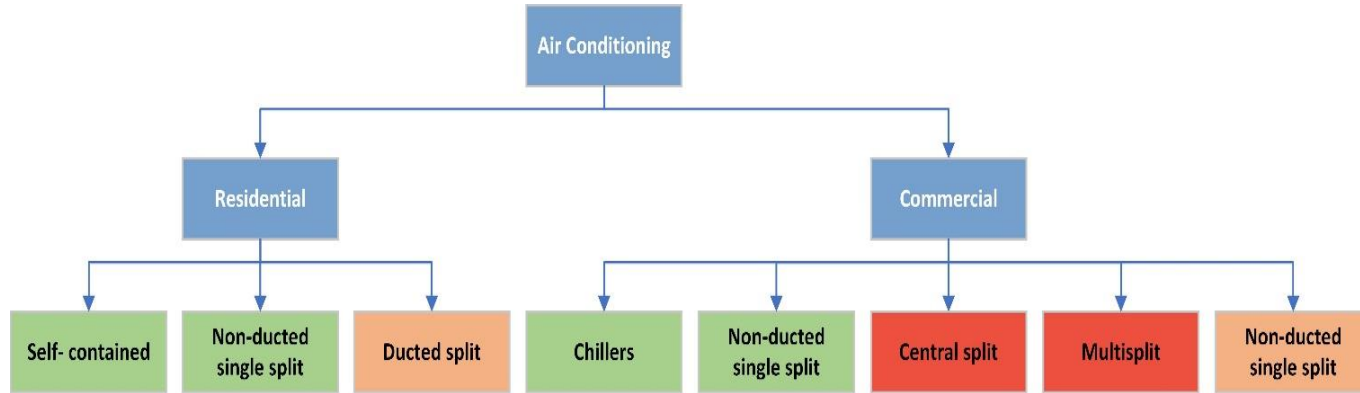 Air Conditioning
Residential
Commercial
Self- contained
Non-ducted
single split
Ducted split
Chillers
Non-ducted
single split
Central split
Multisplit
Non-ducted
single split